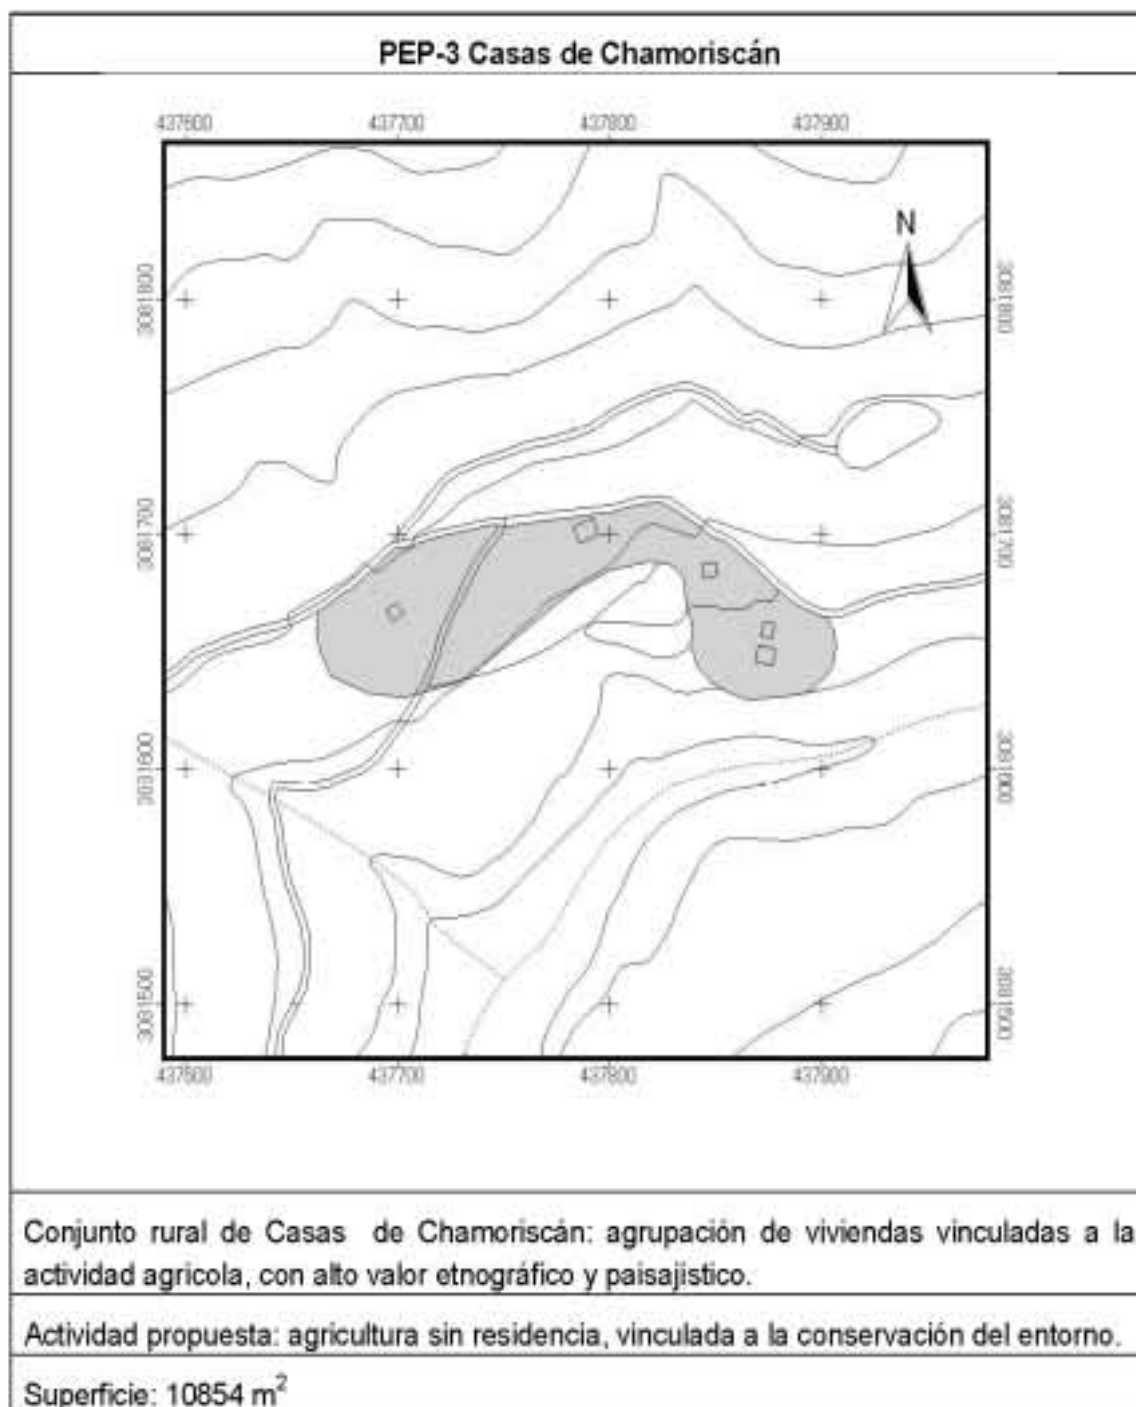 PEP-3 Casas de Chamoriscán
437600 437700 437800 437900
N
3081800 3081800
3081700 3081700
3081600 3081600
3081500 3081500
437600 437700 437800 437900
Conjunto rural de Casas de Chamoriscán: agrupación de viviendas vinculadas a la
actividad agrícola, con alto valor etnográfico y paisajístico.
Actividad propuesta: agricultura sin residencia, vinculada a la conservación del entorno.
Superficie: 10854 m²